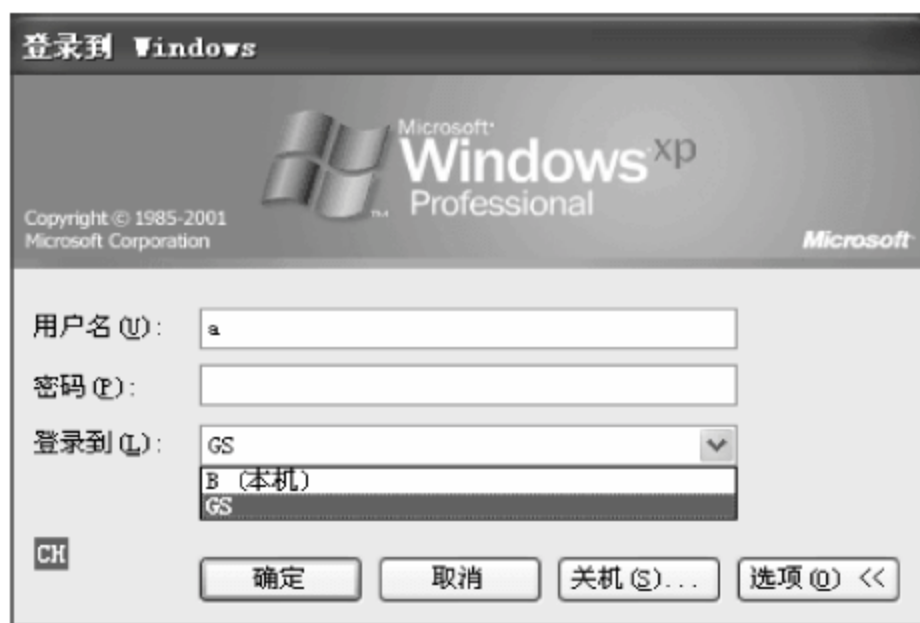 登录到 Windows
Microsoft®
Windows xp
Professional
TM
Copyright © 1985-2001
Microsoft Corporation
Microsoft
用户名(U): a
密码(P):
登录到(L): GS
B (本机)
GS
CH
确定 取消 关机(S)... 选项(O) <<